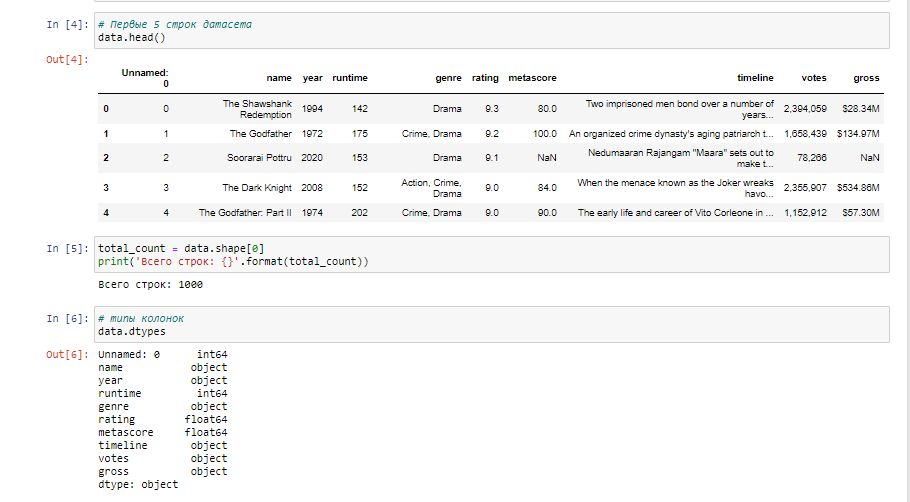 In [4]: # Первые 5 строк датасета
data.head()
Out[4]:
Unnamed: 0 name year runtime genre rating metascore timeline votes gross
0 0 The Shawshank Redemption 1994 142 Drama 9.3 80.0 Two imprisoned men bond over a number of years... 2,394,059 $28.34M
1 1 The Godfather 1972 175 Crime, Drama 9.2 100.0 An organized crime dynasty's aging patriarch t... 1,658,439 $134.97M
2 2 Soorarai Pottru 2020 153 Drama 9.1 NaN Nedumaaran Rajangam "Maara" sets out to make t... 78,266 NaN
3 3 The Dark Knight 2008 152 Action, Crime, Drama 9.0 84.0 When the menace known as the Joker wreaks havo... 2,355,907 $534.86M
4 4 The Godfather: Part II 1974 202 Crime, Drama 9.0 90.0 The early life and career of Vito Corleone in ... 1,152,912 $57.30M
In [5]: total_count = data.shape[0]
print('Всего строк: {}'.format(total_count))
Всего строк: 1000
In [6]: # типы колонок
data.dtypes
Out[6]: Unnamed: 0 int64
name object
year object
runtime int64
genre object
rating float64
metascore float64
timeline object
votes object
gross object
dtype: object